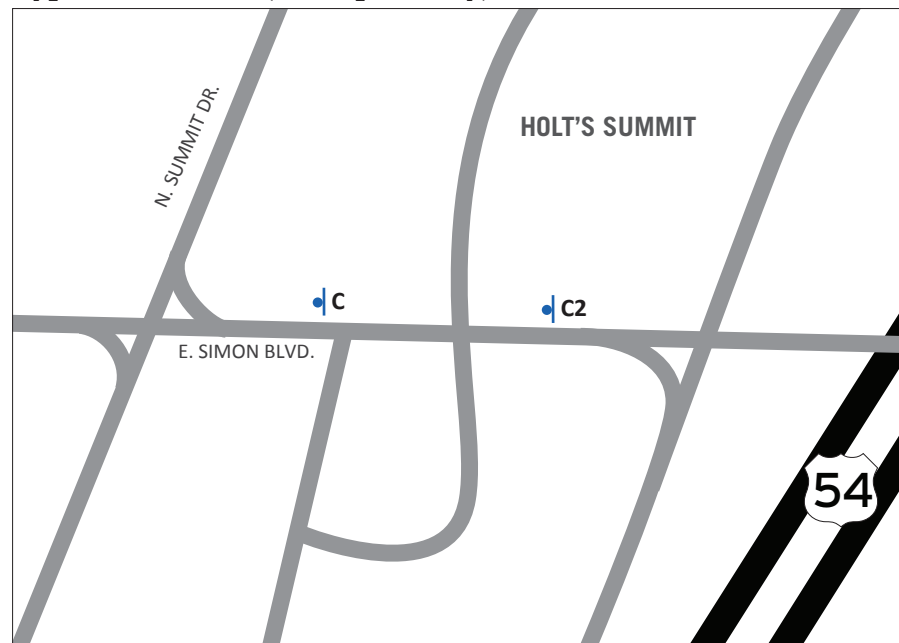 HOLT'S SUMMIT
N. SUMMIT DR.
C
C2
E. SIMON BLVD.
54